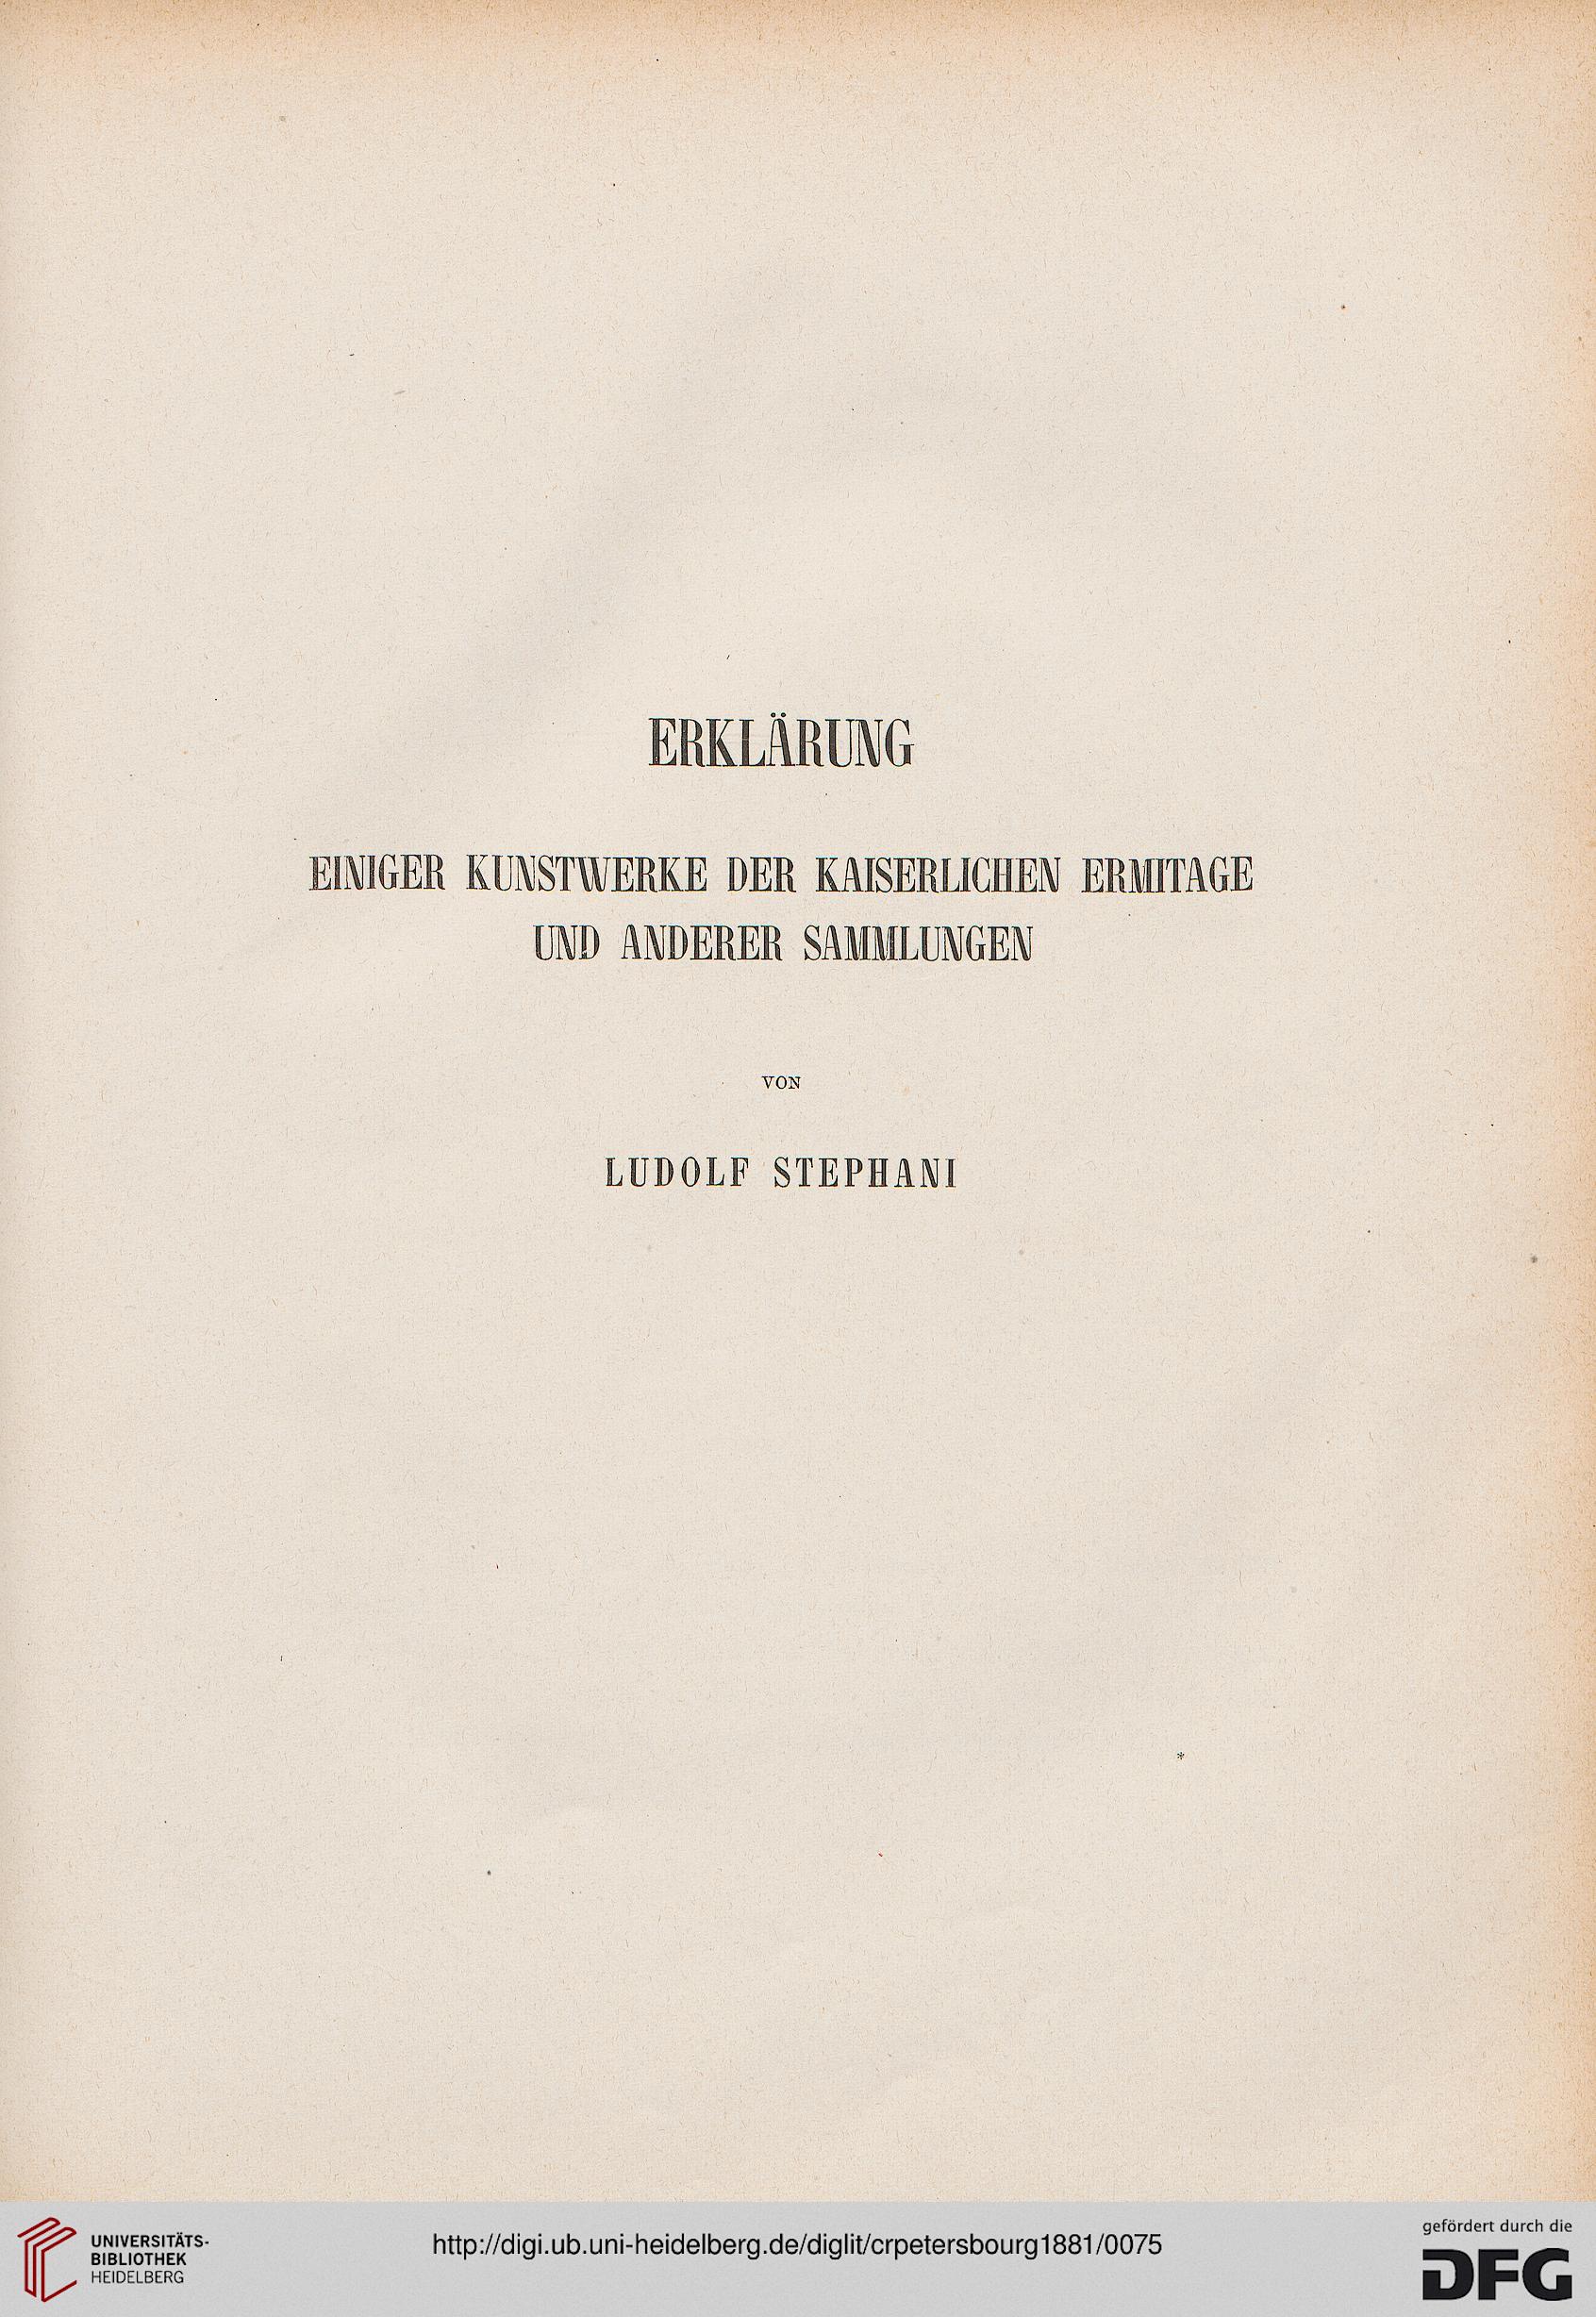 ERKLÄRUNG
EINIGER KUNSTWERKE DER KAISERLICHEN ERMITAGE
UND ANDERER SAMMLUNGEN
VON
LUDOLF STEPHANI
*
UNIVERSITÄTS-
BIBLIOTHEK
HEIDELBERG
http://digi.ub.uni-heidelberg.de/diglit/crpetersbourg1881/0075
gefördert durch die
DFG